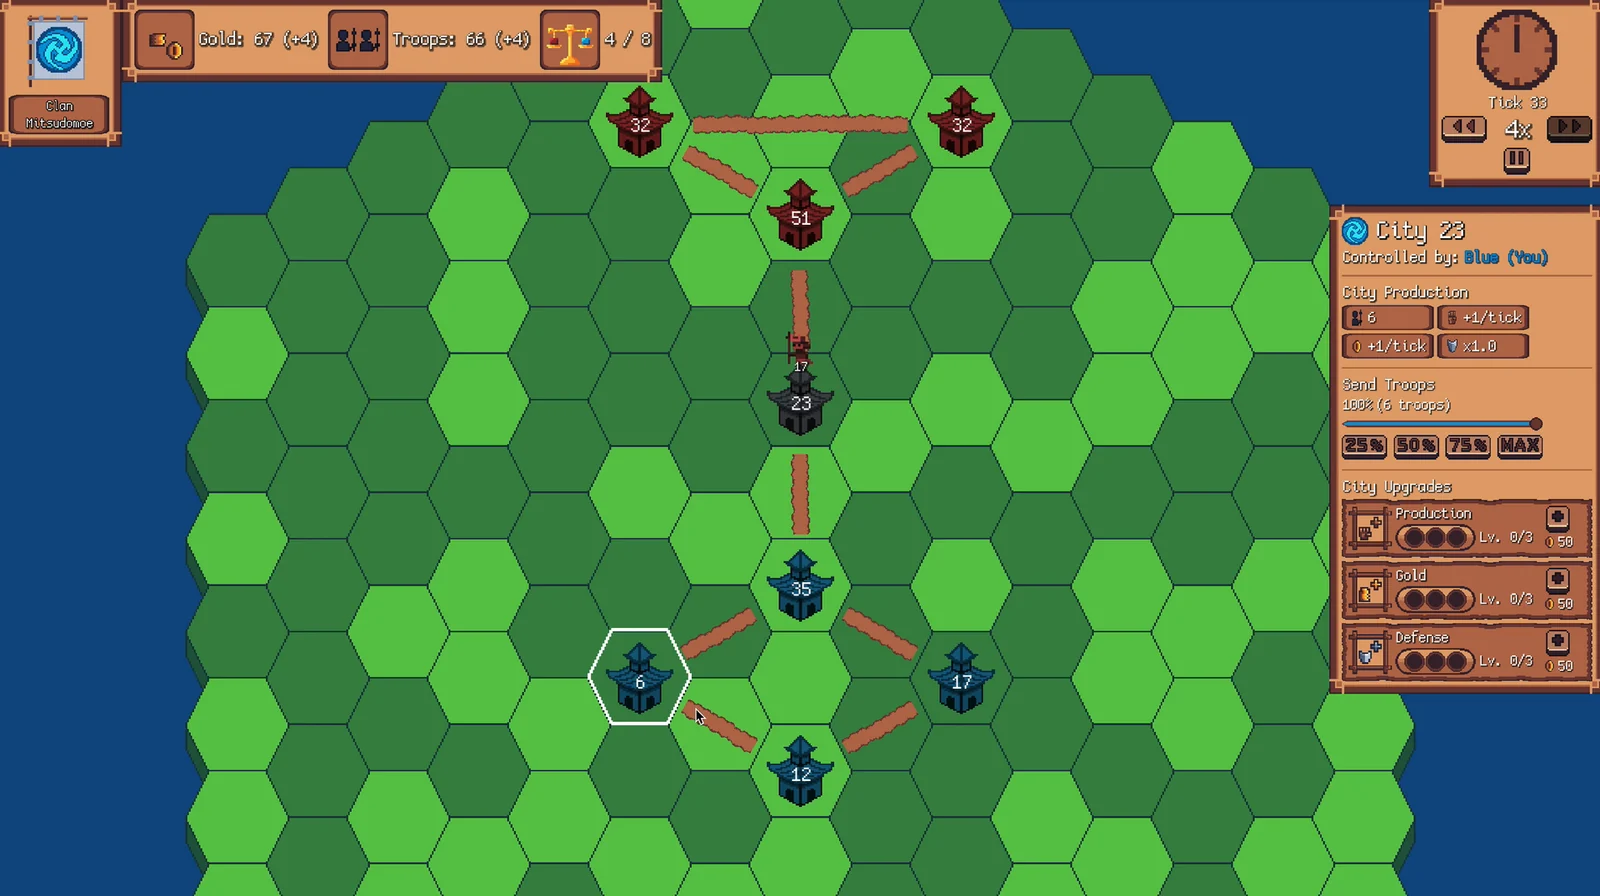 Clan
Mitsudomoe
Gold: 67 (+4)
Troops: 66 (+4)
4 / 8
Tick 33
4x
32
32
51
17
23
35
6
17
12
City 23
Controlled by: Blue (You)
City Production
6
+1/tick
+1/tick
x1.0
Send Troops
100% (6 troops)
25% 50% 75% MAX
City Upgrades
Production
Lv. 0/3
50
Gold
Lv. 0/3
50
Defense
Lv. 0/3
50